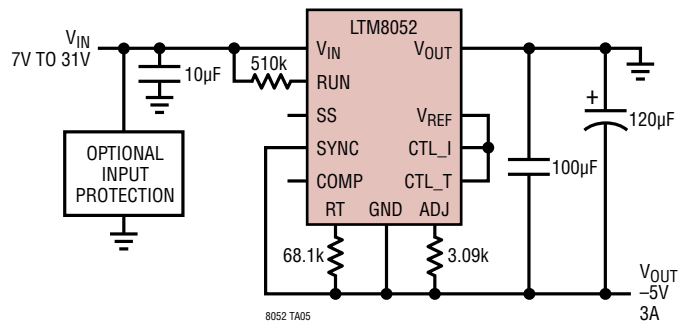 LTM8052
VIN
7V TO 31V
VIN
VOUT
510k
10µF
RUN
SS
VREF
+
120µF
OPTIONAL
INPUT
PROTECTION
SYNC
CTL_I
100µF
COMP
CTL_T
RT
GND
ADJ
68.1k
3.09k
VOUT
–5V
3A
8052 TA05